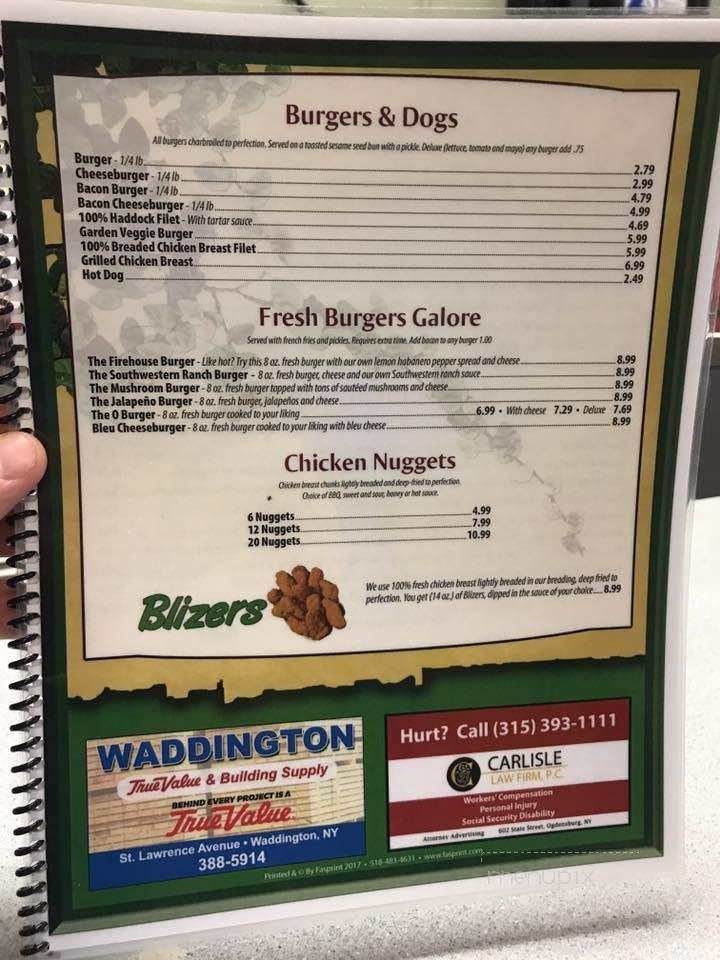 Burgers & Dogs
All burgers charbroiled to perfection. Served on a toasted sesame seed bun with a pickle. Deluxe (lettuce, tomato and mayo) any burger add .75
Burger - 1/4 lb. 2.79
Cheeseburger - 1/4 lb 2.99
Bacon Burger - 1/4 lb 4.79
Bacon Cheeseburger - 1/4 lb 4.99
100% Haddock Filet - With tartar sauce 4.69
Garden Veggie Burger 5.99
100% Breaded Chicken Breast Filet 5.99
Grilled Chicken Breast 6.99
Hot Dog 2.49
Fresh Burgers Galore
Served with french fries and pickles. Requires extra time. Add bacon to any burger 1.00
The Firehouse Burger - Like hot? Try this 8 oz. fresh burger with our own lemon habanero pepper spread and cheese 8.99
The Southwestern Ranch Burger - 8 oz. fresh burger, cheese and our own Southwestern ranch sauce 8.99
The Mushroom Burger - 8 oz. fresh burger topped with tons of sautéed mushrooms and cheese 8.99
The Jalapeño Burger - 8 oz. fresh burger, jalapeños and cheese 8.99
The O Burger - 8 oz. fresh burger cooked to your liking 6.99 • With cheese 7.29 • Deluxe 7.69
Bleu Cheeseburger - 8 oz. fresh burger cooked to your liking with bleu cheese 8.99
Chicken Nuggets
Chicken breast chunks lightly breaded and deep-fried to perfection.
Choice of BBQ, sweet and sour, honey or hot sauce.
6 Nuggets 4.99
12 Nuggets 7.99
20 Nuggets 10.99
Blizers
We use 100% fresh chicken breast lightly breaded in our breading, deep fried to
perfection. You get (14 oz.) of Blizers, dipped in the sauce of your choice.... 8.99
WADDINGTON
True Value & Building Supply
BEHIND EVERY PROJECT IS A
True Value.
St. Lawrence Avenue • Waddington, NY
388-5914
Hurt? Call (315) 393-1111
CARLISLE
LAW FIRM, P.C.
Workers' Compensation
Personal Injury
Social Security Disability
Attorney Advertising 602 State Street, Ogdensburg, NY
Printed & © By Fasprint 2017 • 518-483-4631 • www.fasprint.com
menupix